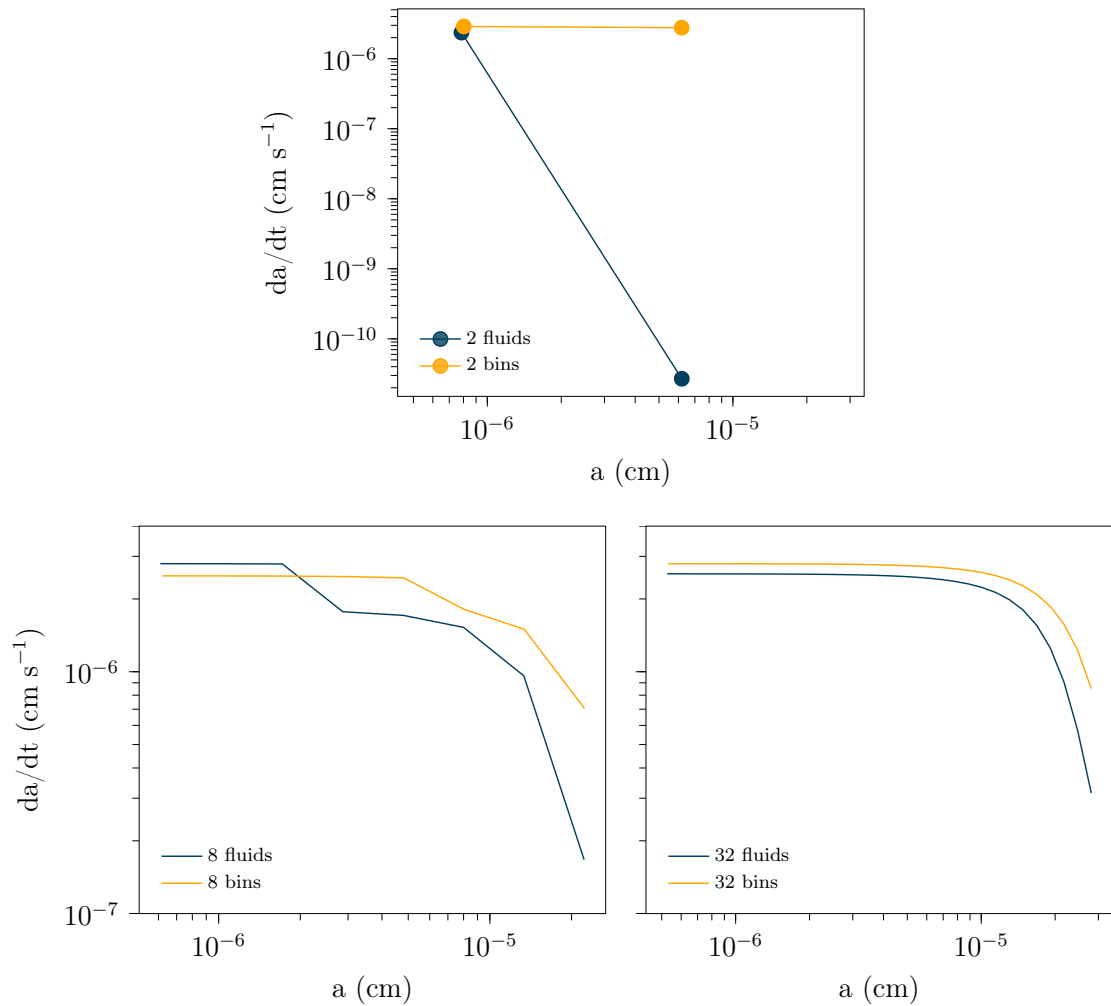 da/dt (cm s⁻¹)
10⁻⁶
10⁻⁷
10⁻⁸
10⁻⁹
10⁻¹⁰
2 fluids
2 bins
10⁻⁶ 10⁻⁵
a (cm)
da/dt (cm s⁻¹)
10⁻⁶
10⁻⁷
8 fluids
8 bins
10⁻⁶ 10⁻⁵
a (cm)
32 fluids
32 bins
10⁻⁶ 10⁻⁵
a (cm)